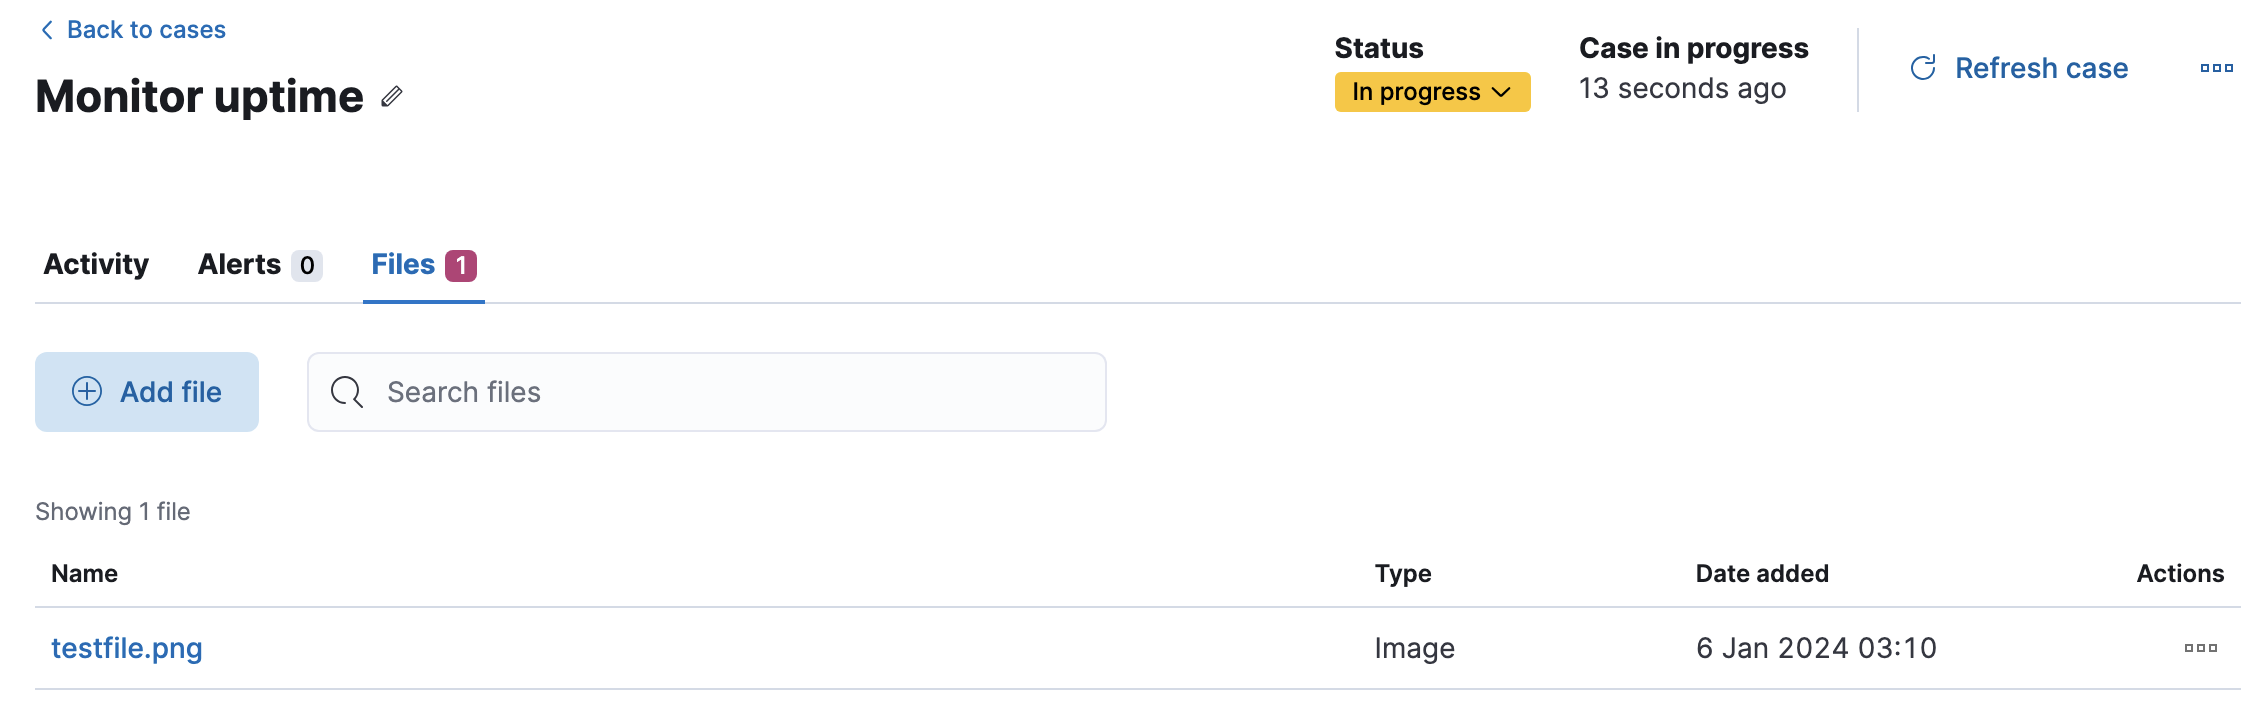 Back to cases
Monitor uptime
Status
In progress
Case in progress
13 seconds ago
Refresh case
Activity Alerts 0 Files 1
Add file
Search files
Showing 1 file
Name Type Date added Actions
testfile.png Image 6 Jan 2024 03:10